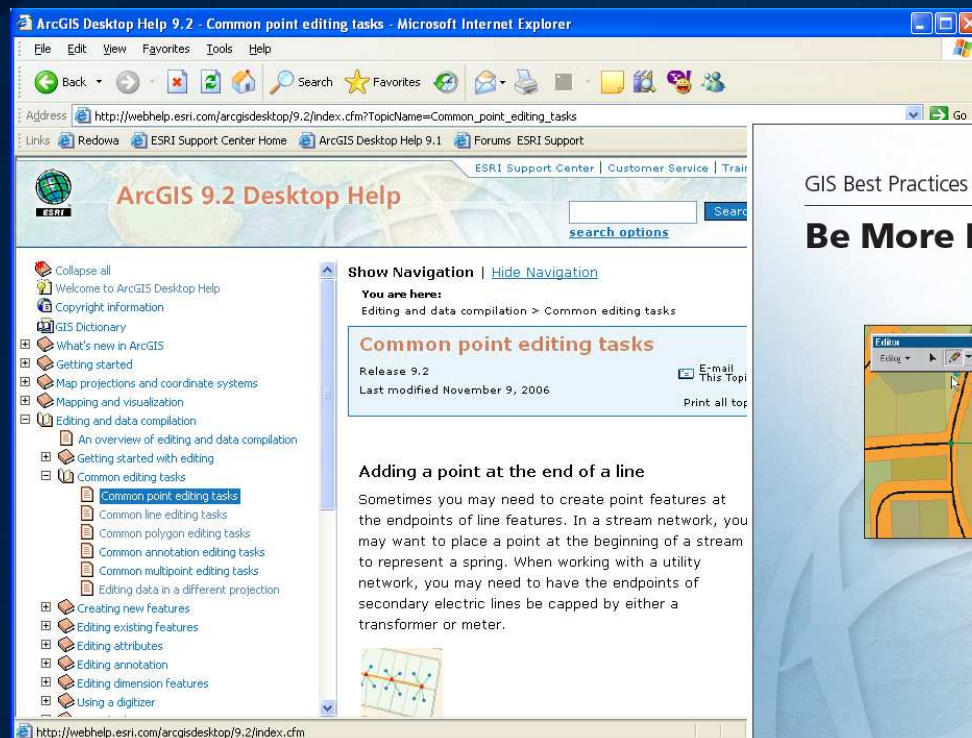 ArcGIS Desktop Help 9.2 - Common point editing tasks - Microsoft Internet Explorer
File Edit View Favorites Tools Help
Back Search Favorites
Address http://webhelp.esri.com/arcgisdesktop/9.2/index.cfm?TopicName=Common_point_editing_tasks Go
Links Redowa ESRI Support Center Home ArcGIS Desktop Help 9.1 Forums ESRI Support
ESRI Support Center | Customer Service |
ESRI
ArcGIS 9.2 Desktop Help
search options
Collapse all
Welcome to ArcGIS Desktop Help
Copyright information
GIS Dictionary
What's new in ArcGIS
Getting started
Map projections and coordinate systems
Mapping and visualization
Editing and data compilation
An overview of editing and data compilation
Getting started with editing
Common editing tasks
Common point editing tasks
Common line editing tasks
Common polygon editing tasks
Common annotation editing tasks
Common multipoint editing tasks
Editing data in a different projection
Creating new features
Editing existing features
Editing attributes
Editing annotation
Editing dimension features
Using a digitizer
Show Navigation | Hide Navigation
You are here:
Editing and data compilation > Common editing tasks
Common point editing tasks
Release 9.2
Last modified November 9, 2006
E-mail
This Topi
Print all top
Adding a point at the end of a line
Sometimes you may need to create point features at
the endpoints of line features. In a stream network, you
may want to place a point at the beginning of a stream
to represent a spring. When working with a utility
network, you may need to have the endpoints of
secondary electric lines be capped by either a
transformer or meter.
http://webhelp.esri.com/arcgisdesktop/9.2/index.cfm
GIS Best Practices
Be More
Editor
Editor